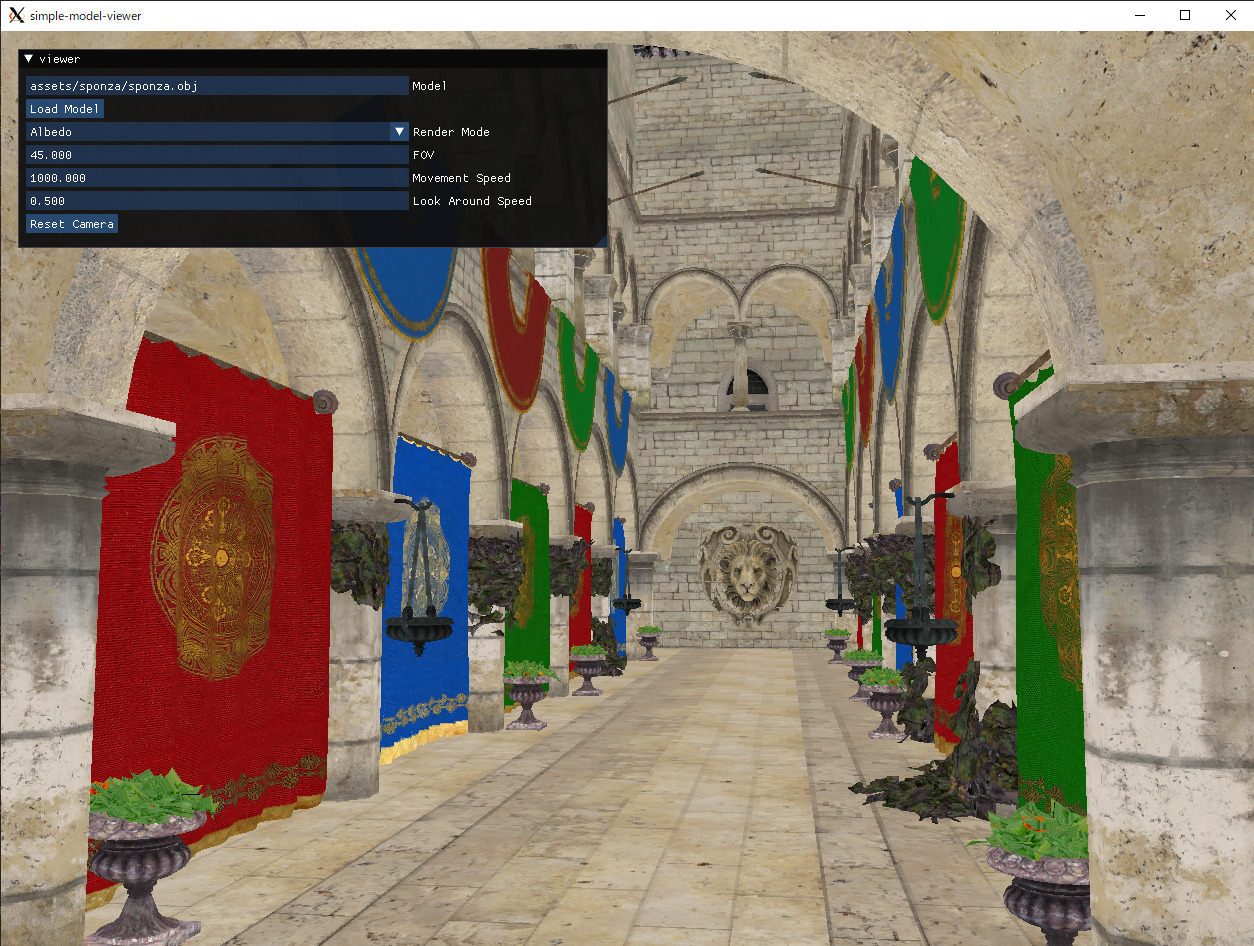 simple-model-viewer
viewer
assets/sponza/sponza.obj Model
Load Model
Albedo Render Mode
45.000 FOV
1000.000 Movement Speed
0.500 Look Around Speed
Reset Camera